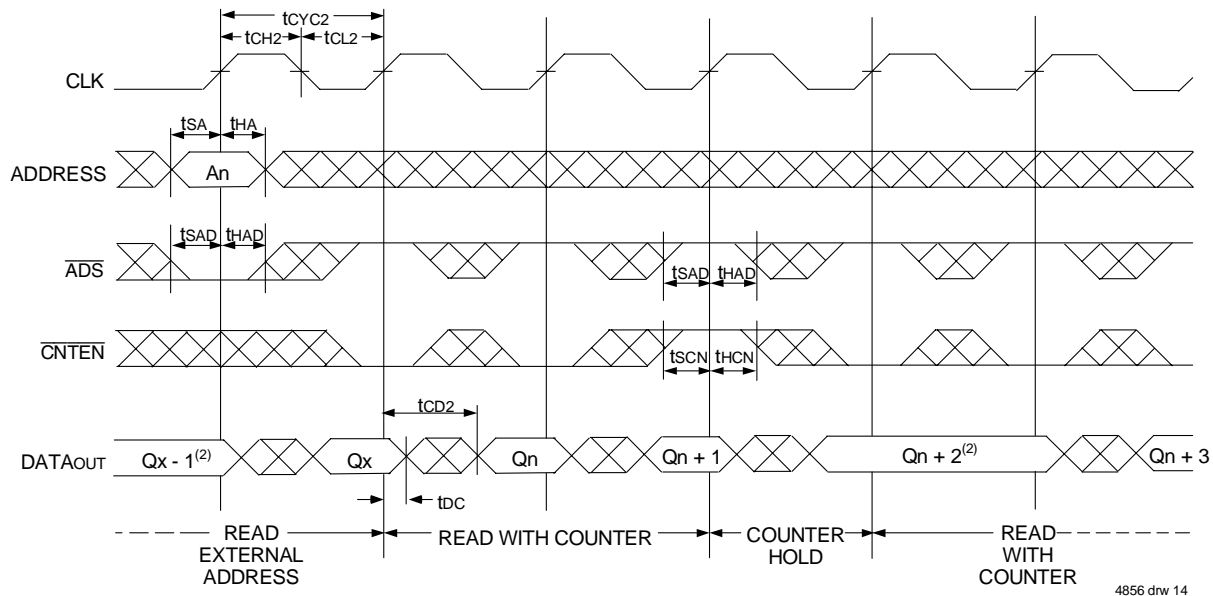 tCYC2
tCH2 tCL2
CLK
tSA tHA
ADDRESS An
tSAD tHAD
ADS
tSAD tHAD
CNTEN
tSCN tHCN
tCD2
DATAOUT Qx - 1(2) Qx Qn Qn + 1 Qn + 2(2) Qn + 3
tDC
READ EXTERNAL ADDRESS
READ WITH COUNTER
COUNTER HOLD
READ WITH COUNTER
4856 drw 14